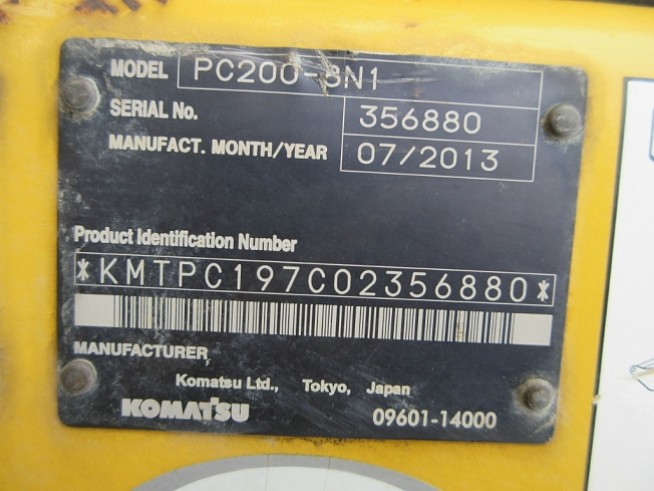 MODEL PC200-8N1
SERIAL No. 356880
MANUFACT. MONTH/YEAR 07/2013
Product Identification Number
*KMTPC197C02356880*
MANUFACTURER
Komatsu Ltd., Tokyo, Japan
KOMATSU 09601-14000